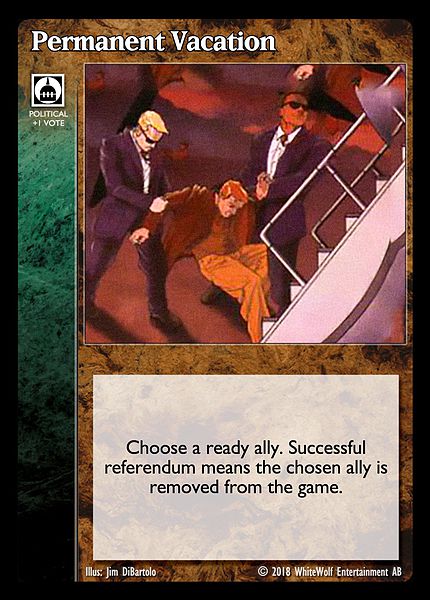 Permanent Vacation
POLITICAL
+1 VOTE
Choose a ready ally. Successful
referendum means the chosen ally is
removed from the game.
Illus: Jim DiBartolo
© 2018 WhiteWolf Entertainment AB